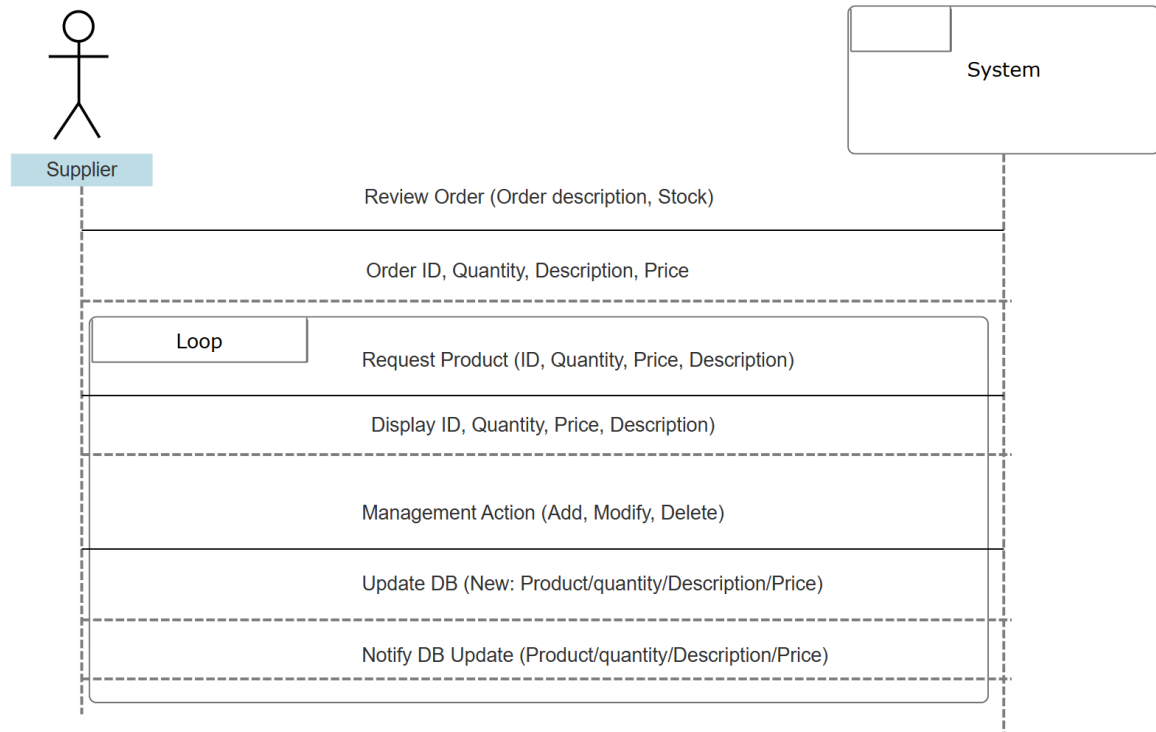 System
Supplier
Review Order (Order description, Stock)
Order ID, Quantity, Description, Price
Loop
Request Product (ID, Quantity, Price, Description)
Display ID, Quantity, Price, Description)
Management Action (Add, Modify, Delete)
Update DB (New: Product/quantity/Description/Price)
Notify DB Update (Product/quantity/Description/Price)